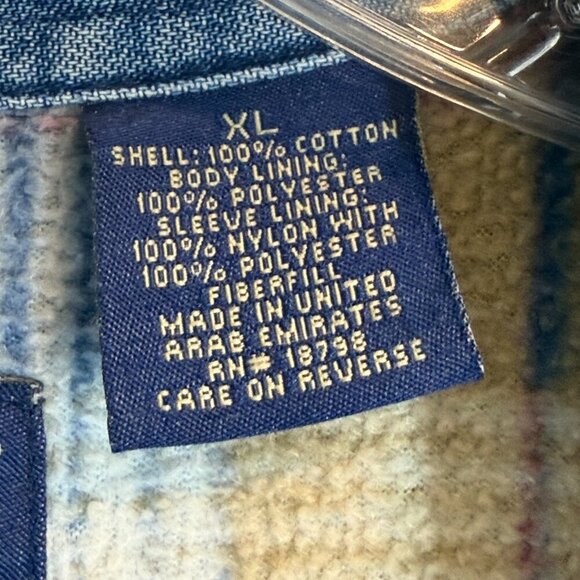 XL
SHELL: 100% COTTON
BODY LINING:
100% POLYESTER
SLEEVE LINING:
100% NYLON WITH
100% POLYESTER
FIBERFILL
MADE IN UNITED
ARAB EMIRATES
RN# 18798
CARE ON REVERSE